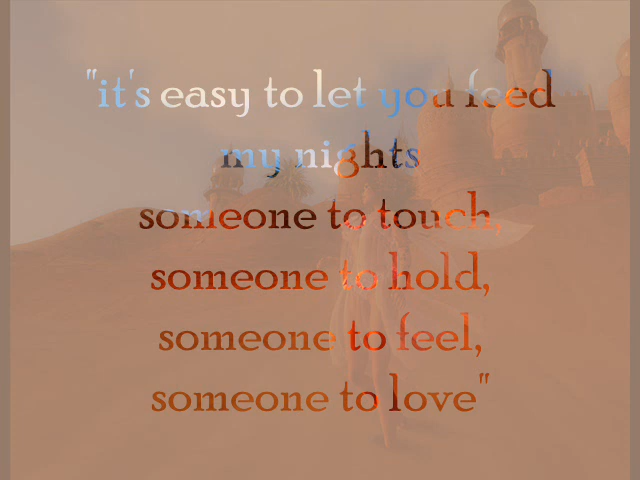 "it's easy to let you feed
my nights
someone to touch,
someone to hold,
someone to feel,
someone to love"